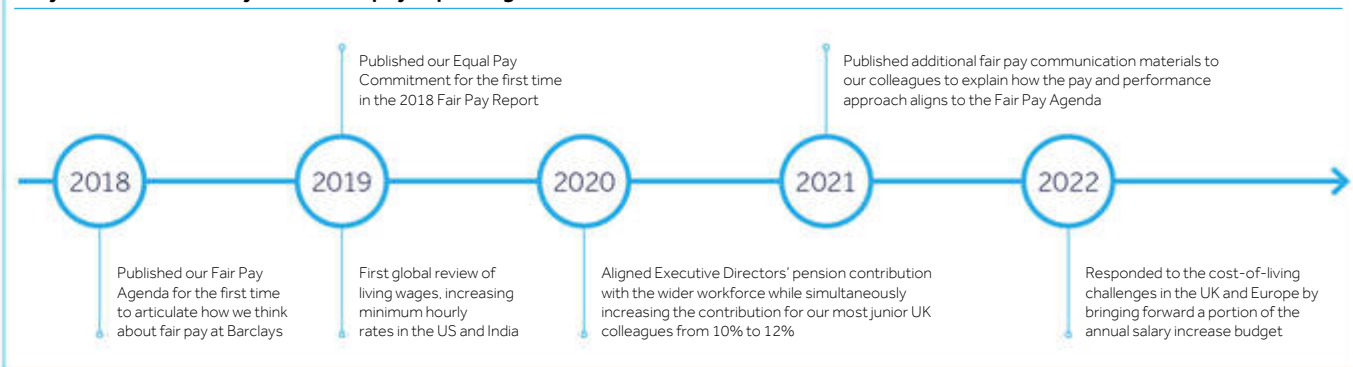 Published our Equal Pay
Commitment for the first time
in the 2018 Fair Pay Report
Published additional fair pay communication materials to
our colleagues to explain how the pay and performance
approach aligns to the Fair Pay Agenda
2018
2019
2020
2021
2022
Published our Fair Pay
Agenda for the first time
to articulate how we think
about fair pay at Barclays
First global review of
living wages, increasing
minimum hourly
rates in the US and India
Aligned Executive Directors' pension contribution
with the wider workforce while simultaneously
increasing the contribution for our most junior UK
colleagues from 10% to 12%
Responded to the cost-of-living
challenges in the UK and Europe by
bringing forward a portion of the
annual salary increase budget